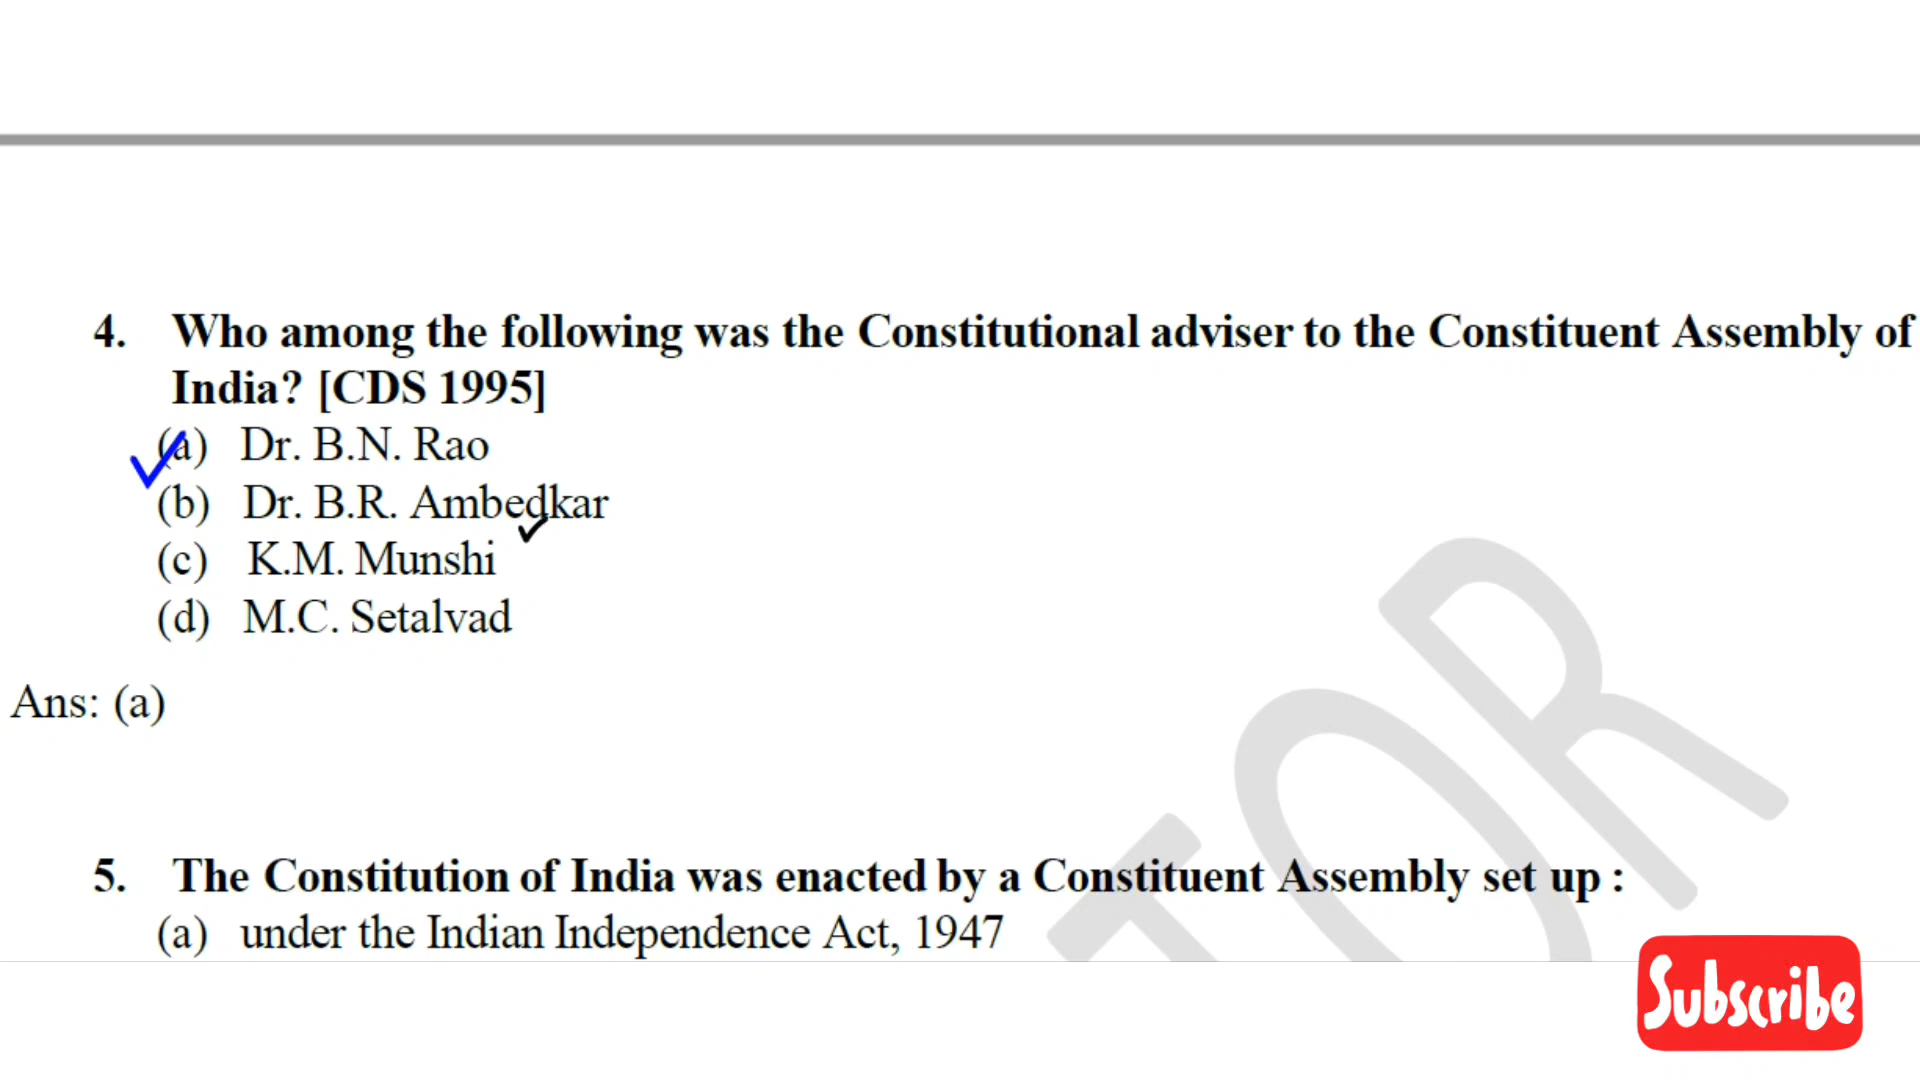 4. Who among the following was the Constitutional adviser to the Constituent Assembly of
India? [CDS 1995]
(a) Dr. B.N. Rao
(b) Dr. B.R. Ambedkar
(c) K.M. Munshi
(d) M.C. Setalvad
Ans: (a)
5. The Constitution of India was enacted by a Constituent Assembly set up :
(a) under the Indian Independence Act, 1947
Subscribe